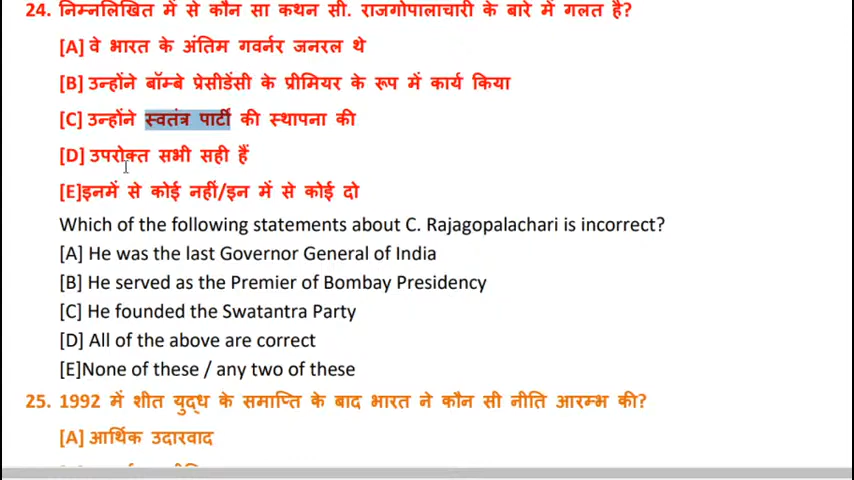 24. निम्नलिखित में से कौन सा कथन सी. राजगोपालाचारी के बारे में गलत है?
[A] वे भारत के अंतिम गवर्नर जनरल थे
[B] उन्होंने बॉम्बे प्रेसीडेंसी के प्रीमियर के रूप में कार्य किया
[C] उन्होंने स्वतंत्र पार्टी की स्थापना की
[D] उपरोक्त सभी सही हैं
[E]इनमें से कोई नहीं/इन में से कोई दो
Which of the following statements about C. Rajagopalachari is incorrect?
[A] He was the last Governor General of India
[B] He served as the Premier of Bombay Presidency
[C] He founded the Swatantra Party
[D] All of the above are correct
[E]None of these / any two of these
25. 1992 में शीत युद्ध के समाप्ति के बाद भारत ने कौन सी नीति आरम्भ की?
[A] आर्थिक उदारवाद